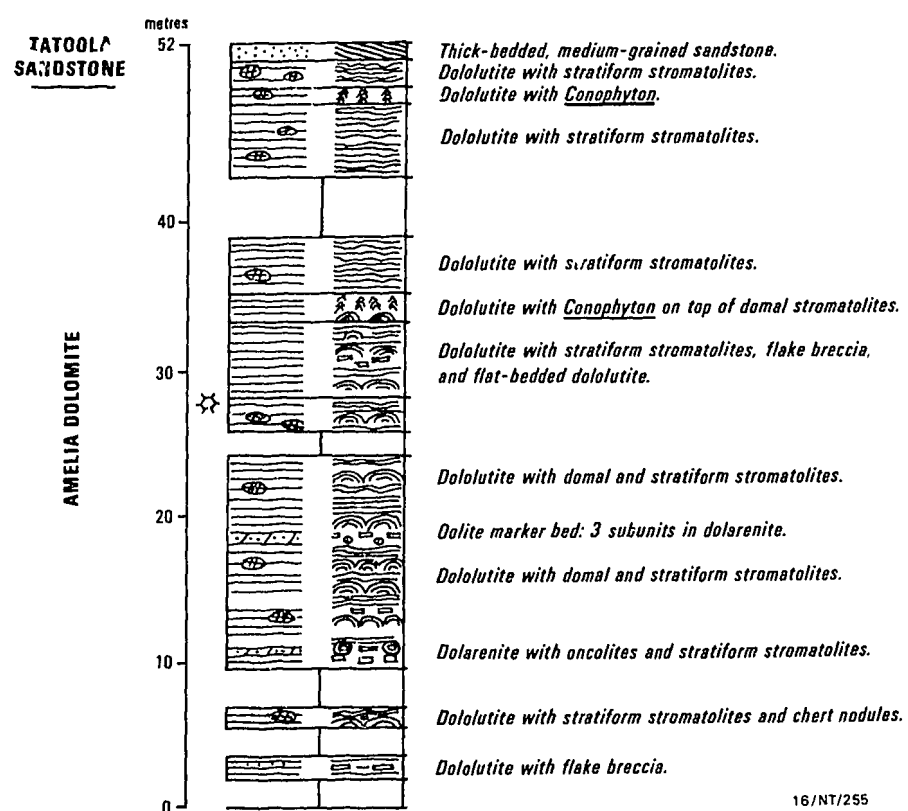 metres
TATOOLA
SANDSTONE
52
40
30
20
10
0
AMELIA DOLOMITE
Thick-bedded, medium-grained sandstone.
Dololutite with stratiform stromatolites.
Dololutite with Conophyton.
Dololutite with stratiform stromatolites.
Dololutite with stratiform stromatolites.
Dololutite with Conophyton on top of domal stromatolites.
Dololutite with stratiform stromatolites, flake breccia,
and flat-bedded dololutite.
Dololutite with domal and stratiform stromatolites.
Oolite marker bed: 3 subunits in dolarenite.
Dololutite with domal and stratiform stromatolites.
Dolarenite with oncolites and stratiform stromatolites.
Dololutite with stratiform stromatolites and chert nodules.
Dololutite with flake breccia.
16/NT/255